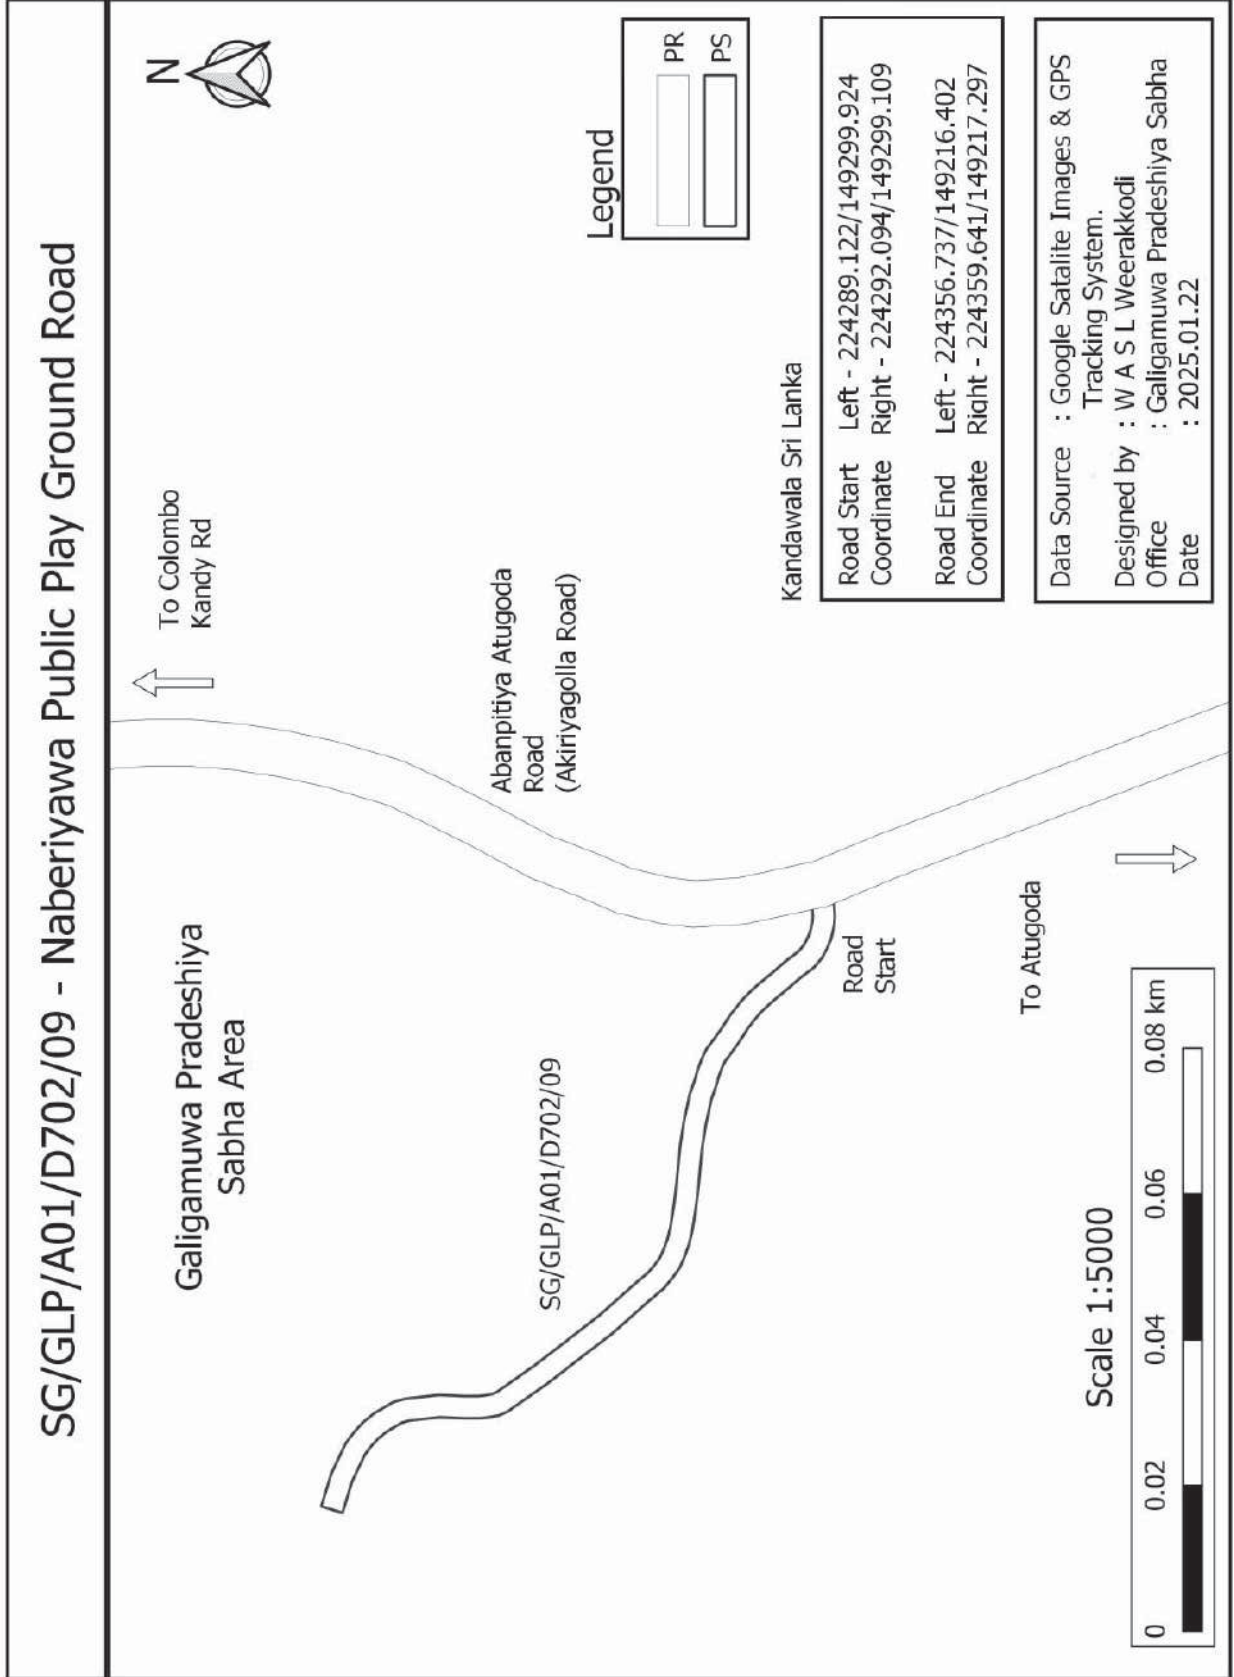 SG/GLP/A01/D702/09 - Naberiyawa Public Play Ground Road
N
To Colombo
Kandy Rd
Galigamuwa Pradeshiya
Sabha Area
Abanpitiya Atugoda
Road
(Akiriyagolla Road)
SG/GLP/A01/D702/09
Legend
PR
PS
Kandawala Sri Lanka
Road Start Left - 224289.122/149299.924
Coordinate Right - 224292.094/149299.109
Road End Left - 224356.737/149216.402
Coordinate Right - 224359.641/149217.297
Road
Start
To Atugoda
Data Source : Google Satalite Images & GPS
Tracking System.
Designed by : W A S L Weerakkodi
Office : Galigamuwa Pradeshiya Sabha
Date : 2025.01.22
Scale 1:5000
0 0.02 0.04 0.06 0.08 km